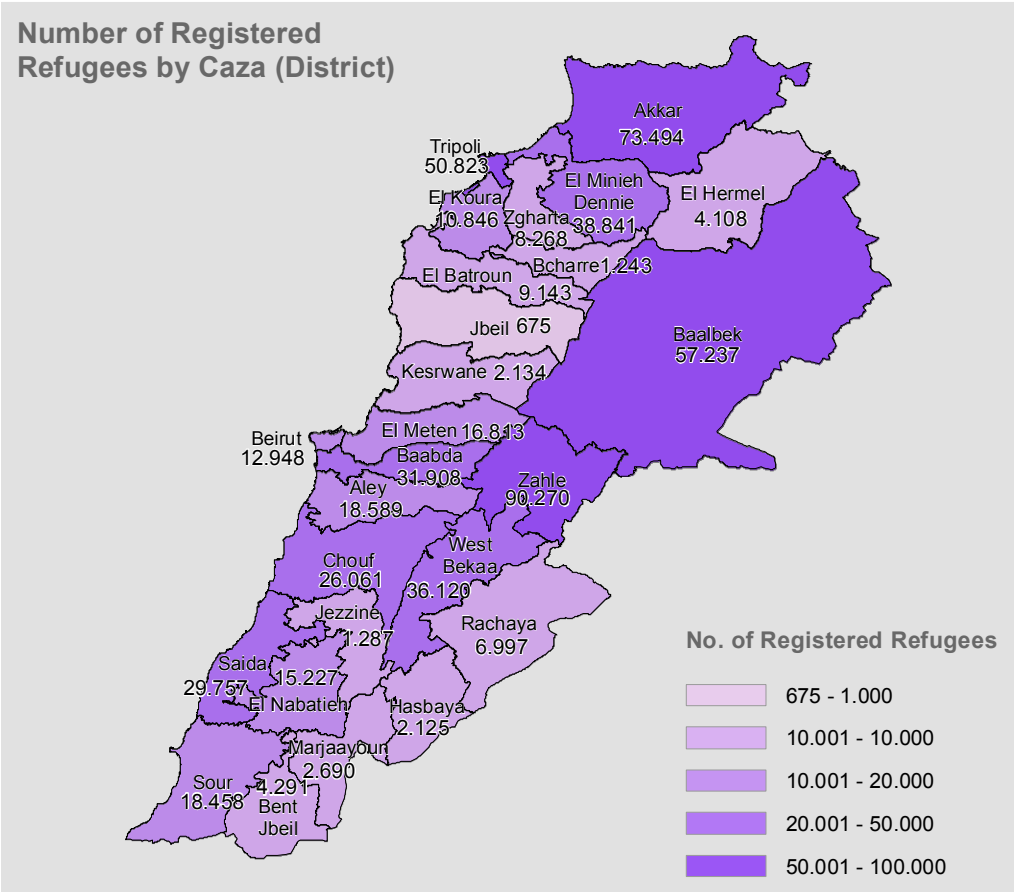 Number of Registered
Refugees by Caza (District)
Akkar
73.494
Tripoli
50.823
El Minieh
Dennie
38.841
El Hermel
4.108
El Koura
10.846
Zgharta
8.268
Bcharre 1.243
El Batroun
9.143
Jbeil 675
Baalbek
57.237
Kesrwane 2.134
El Meten 16.813
Beirut
12.948
Baabda
31.908
Zahle
90.270
Aley
18.589
West
Bekaa
36.120
Chouf
26.061
Jezzine
1.287
Rachaya
6.997
Saida
29.757
15.227
El Nabatieh
Hasbaya
2.125
Marjaayoun
2.690
Sour
18.458
4.291
Bent
Jbeil
No. of Registered Refugees
675 - 1.000
10.001 - 10.000
10.001 - 20.000
20.001 - 50.000
50.001 - 100.000